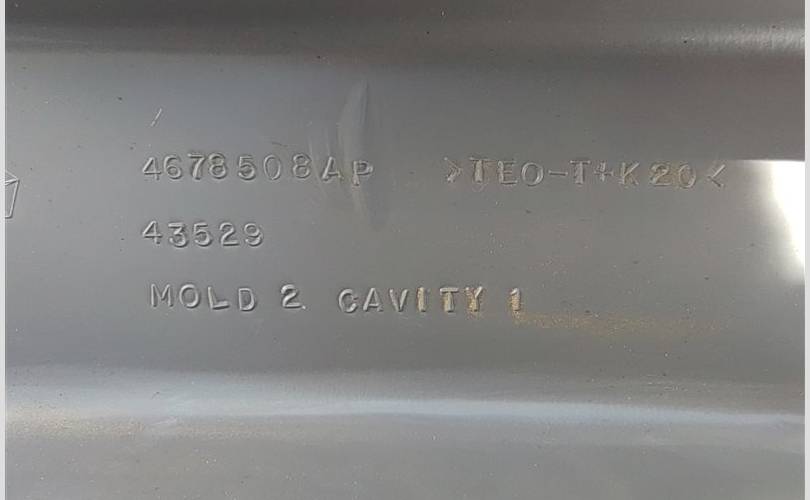 4678508AP >TEO-T+K20<
43529
MOLD 2 CAVITY 1